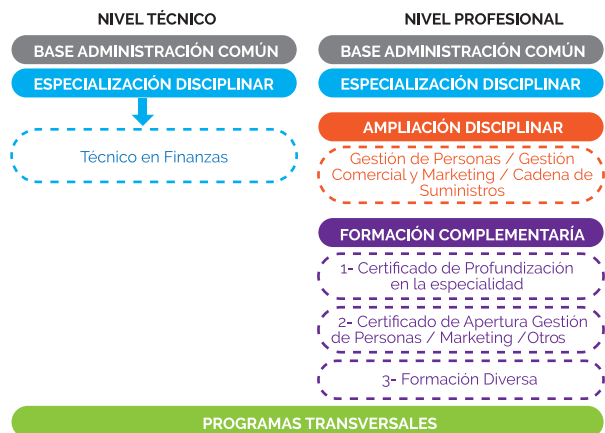 NIVEL TÉCNICO
BASE ADMINISTRACIÓN COMÚN
ESPECIALIZACIÓN DISCIPLINAR
Técnico en Finanzas
NIVEL PROFESIONAL
BASE ADMINISTRACIÓN COMÚN
ESPECIALIZACIÓN DISCIPLINAR
AMPLIACIÓN DISCIPLINAR
Gestión de Personas / Gestión
Comercial y Marketing / Cadena de
Suministros
FORMACIÓN COMPLEMENTARÍA
1- Certificado de Profundización
en la especialidad
2- Certificado de Apertura Gestión
de Personas / Marketing /Otros
3- Formación Diversa
PROGRAMAS TRANSVERSALES